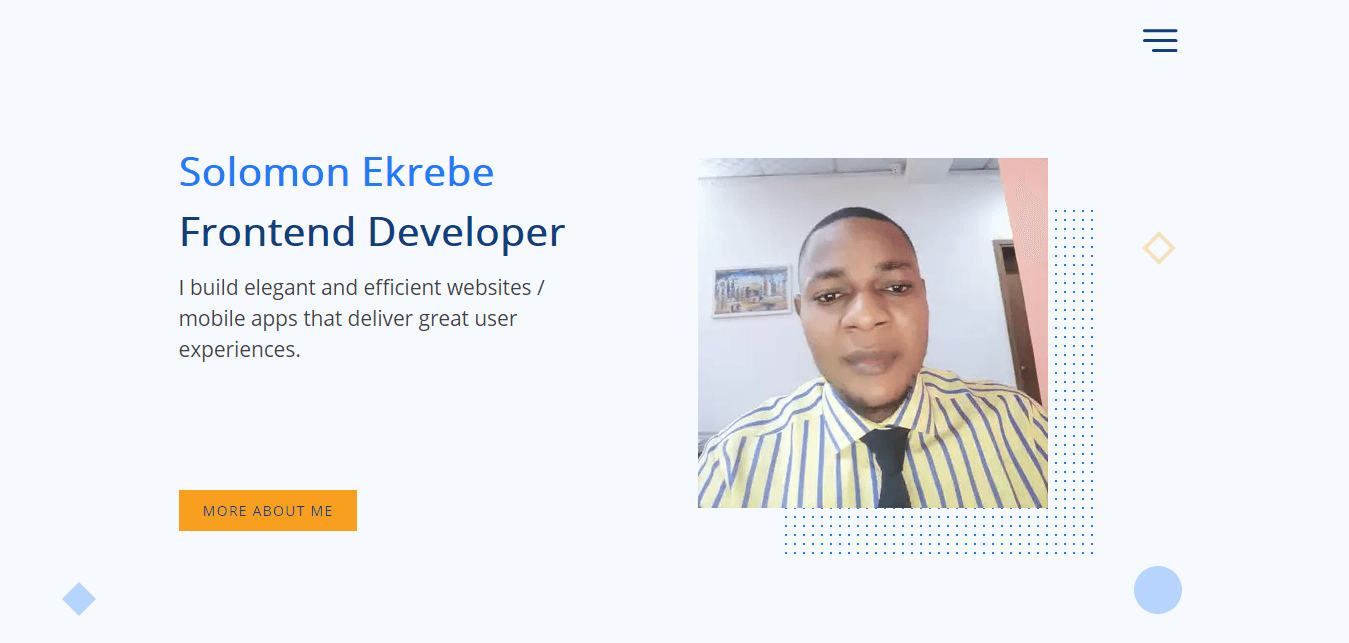 Solomon Ekrebe
Frontend Developer
I build elegant and efficient websites /
mobile apps that deliver great user
experiences.
MORE ABOUT ME